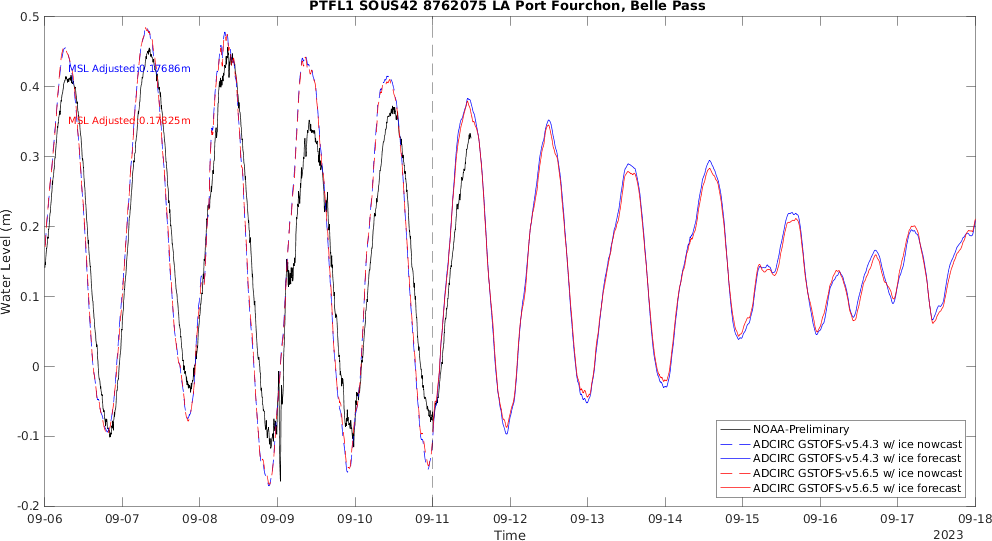 PTFL1 SOUS42 8762075 LA Port Fourchon, Belle Pass
0.5
0.4
0.3
0.2
0.1
0
-0.1
-0.2
Water Level (m)
MSL Adjusted:0.17686m
MSL Adjusted:0.17825m
NOAA-Preliminary
ADCIRC GSTOFS-v5.4.3 w/ ice nowcast
ADCIRC GSTOFS-v5.4.3 w/ ice forecast
ADCIRC GSTOFS-v5.6.5 w/ ice nowcast
ADCIRC GSTOFS-v5.6.5 w/ ice forecast
09-06 09-07 09-08 09-09 09-10 09-11 09-12 09-13 09-14 09-15 09-16 09-17 09-18
Time
2023